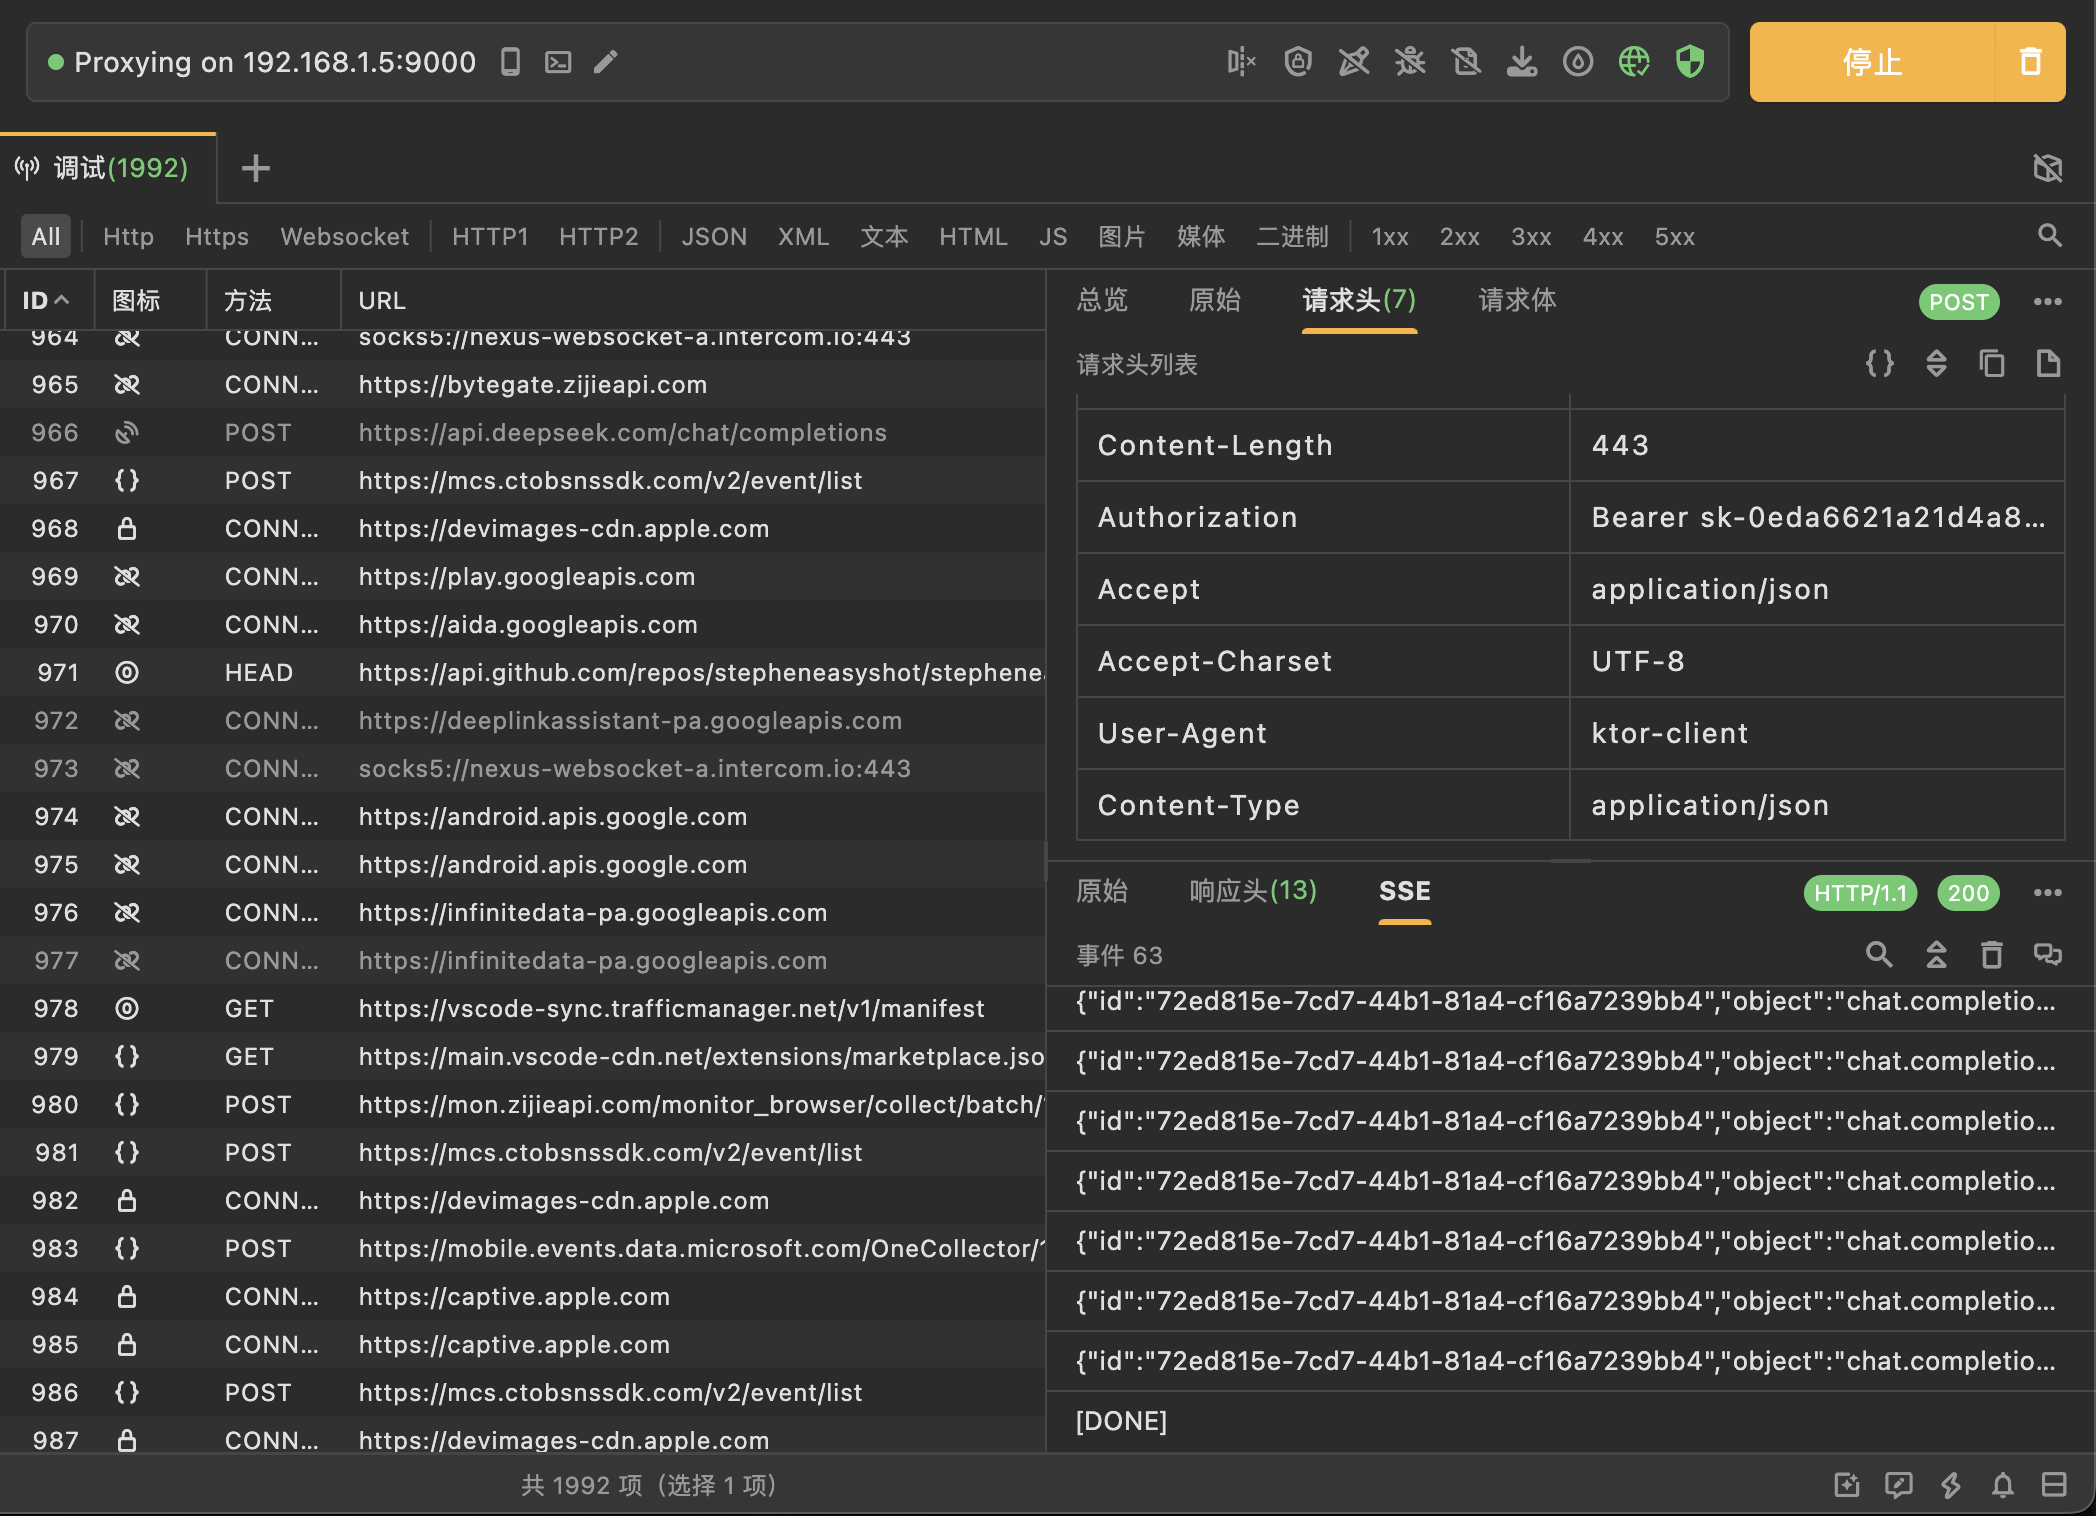 Proxying on 192.168.1.5:9000
停止
调试(1992)
All Http Https Websocket HTTP1 HTTP2 JSON XML 文本 HTML JS 图片 媒体 二进制 1xx 2xx 3xx 4xx 5xx
ID 图标 方法 URL
964 CONN... socks5://nexus-websocket-a.intercom.io:443
965 CONN... https://bytegate.zijieapi.com
966 POST https://api.deepseek.com/chat/completions
967 {} POST https://mcs.ctobsnssdk.com/v2/event/list
968 CONN... https://devimages-cdn.apple.com
969 CONN... https://play.googleapis.com
970 CONN... https://aida.googleapis.com
971 HEAD https://api.github.com/repos/stepheneasyshot/stephene
972 CONN... https://deeplinkassistant-pa.googleapis.com
973 CONN... socks5://nexus-websocket-a.intercom.io:443
974 CONN... https://android.apis.google.com
975 CONN... https://android.apis.google.com
976 CONN... https://infinitedata-pa.googleapis.com
977 CONN... https://infinitedata-pa.googleapis.com
978 GET https://vscode-sync.trafficmanager.net/v1/manifest
979 {} GET https://main.vscode-cdn.net/extensions/marketplace.jso
980 {} POST https://mon.zijieapi.com/monitor_browser/collect/batch/
981 {} POST https://mcs.ctobsnssdk.com/v2/event/list
982 CONN... https://devimages-cdn.apple.com
983 {} POST https://mobile.events.data.microsoft.com/OneCollector/
984 CONN... https://captive.apple.com
985 CONN... https://captive.apple.com
986 {} POST https://mcs.ctobsnssdk.com/v2/event/list
987 CONN... https://devimages-cdn.apple.com
总览 原始 请求头(7) 请求体 POST
请求头列表
Content-Length 443
Authorization Bearer sk-0eda6621a21d4a8...
Accept application/json
Accept-Charset UTF-8
User-Agent ktor-client
Content-Type application/json
原始 响应头(13) SSE HTTP/1.1 200
事件 63
{"id":"72ed815e-7cd7-44b1-81a4-cf16a7239bb4","object":"chat.completio...
{"id":"72ed815e-7cd7-44b1-81a4-cf16a7239bb4","object":"chat.completio...
{"id":"72ed815e-7cd7-44b1-81a4-cf16a7239bb4","object":"chat.completio...
{"id":"72ed815e-7cd7-44b1-81a4-cf16a7239bb4","object":"chat.completio...
{"id":"72ed815e-7cd7-44b1-81a4-cf16a7239bb4","object":"chat.completio...
{"id":"72ed815e-7cd7-44b1-81a4-cf16a7239bb4","object":"chat.completio...
{"id":"72ed815e-7cd7-44b1-81a4-cf16a7239bb4","object":"chat.completio...
[DONE]
共 1992 项（选择 1 项）